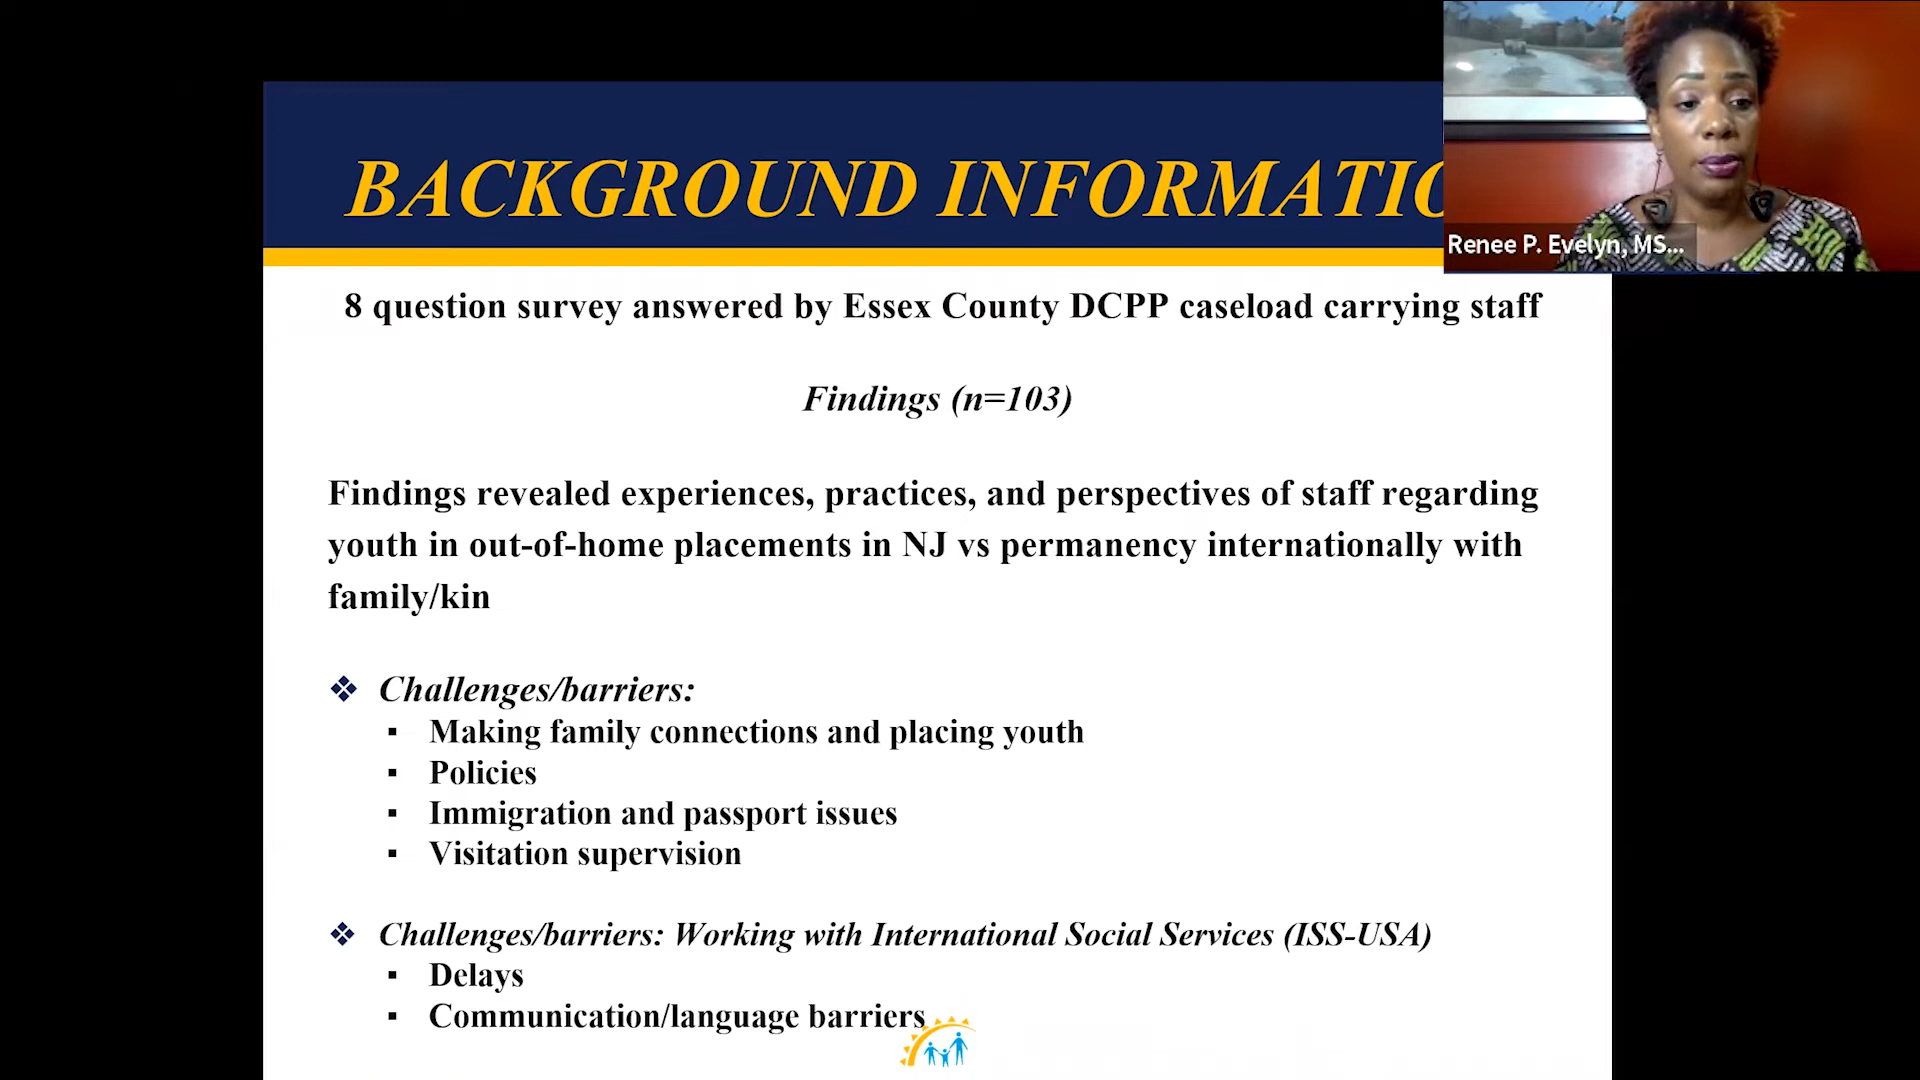 BACKGROUND INFORMATIO
Renee P. Evelyn, MS...
8 question survey answered by Essex County DCPP caseload carrying staff
Findings (n=103)
Findings revealed experiences, practices, and perspectives of staff regarding
youth in out-of-home placements in NJ vs permanency internationally with
family/kin
❖ Challenges/barriers:
▪ Making family connections and placing youth
▪ Policies
▪ Immigration and passport issues
▪ Visitation supervision
❖ Challenges/barriers: Working with International Social Services (ISS-USA)
▪ Delays
▪ Communication/language barriers